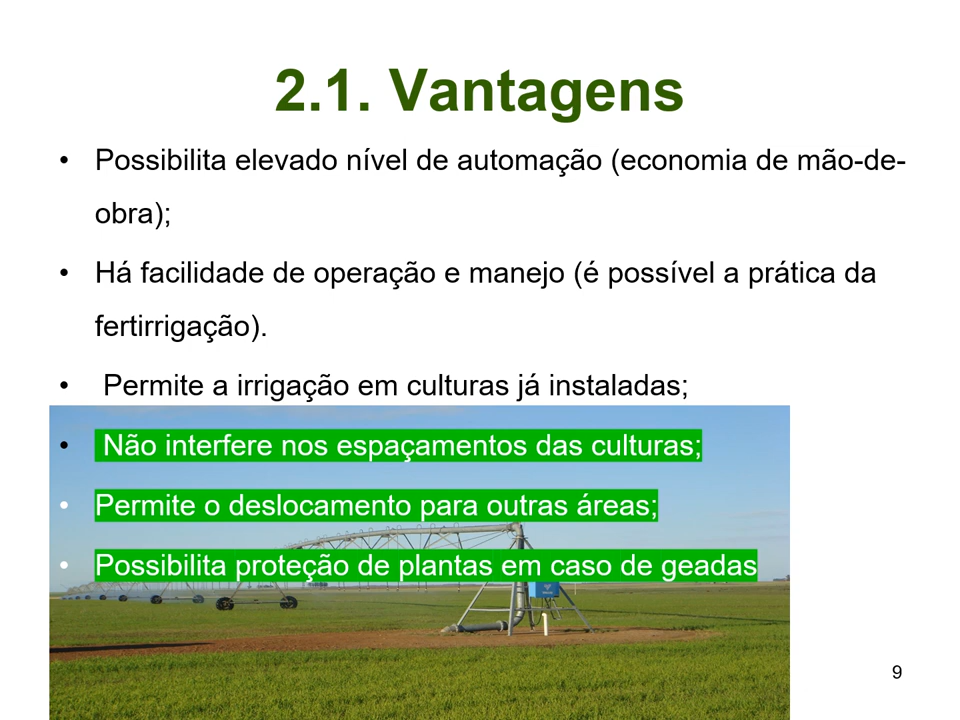 2.1. Vantagens
• Possibilita elevado nível de automação (economia de mão-de-
obra);
• Há facilidade de operação e manejo (é possível a prática da
fertirrigação).
• Permite a irrigação em culturas já instaladas;
• Não interfere nos espaçamentos das culturas;
• Permite o deslocamento para outras áreas;
• Possibilita proteção de plantas em caso de geadas
9